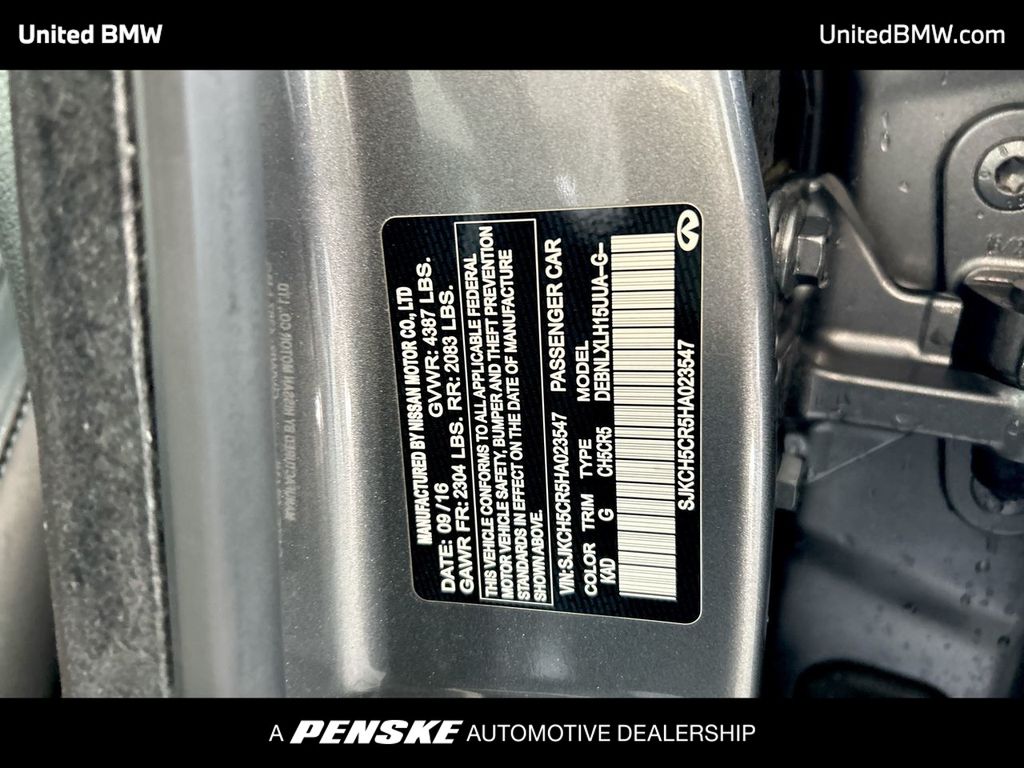 United BMW
UnitedBMW.com
MANUFACTURED BY NISSAN MOTOR CO., LTD
DATE: 09/16 GVWR: 4387 LBS.
GAWR FR: 2304 LBS. RR: 2083 LBS.
THIS VEHICLE CONFORMS TO ALL APPLICABLE FEDERAL
MOTOR VEHICLE SAFETY, BUMPER AND THEFT PREVENTION
STANDARDS IN EFFECT ON THE DATE OF MANUFACTURE
SHOWN ABOVE.
VIN:SJKCH5CR5HA023547 PASSENGER CAR
COLOR TRIM TYPE MODEL
KAD G CH5CR5 DEBNLXLH15UUA-G-
SJKCH5CR5HA023547
A PENSKE AUTOMOTIVE DEALERSHIP